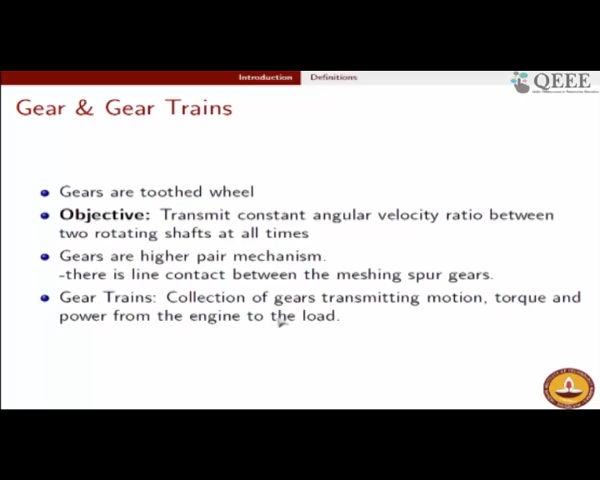 Introduction Definitions
QEEE
Gear & Gear Trains
Gears are toothed wheel
Objective: Transmit constant angular velocity ratio between
two rotating shafts at all times
Gears are higher pair mechanism.
-there is line contact between the meshing spur gears.
Gear Trains: Collection of gears transmitting motion, torque and
power from the engine to the load.